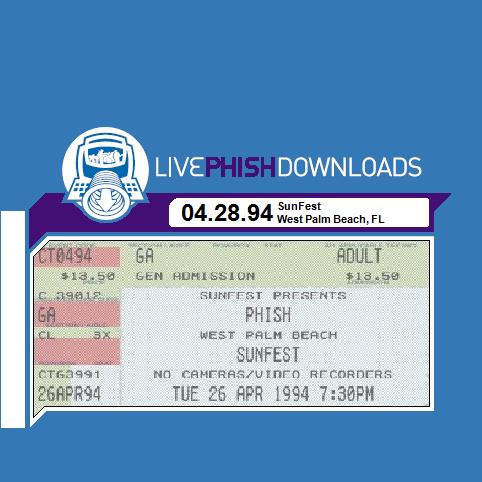 LIVEPHISHDOWNLOADS
04.28.94 SunFest
West Palm Beach, FL
CT0494 GA ADULT
$13.50 GEN ADMISSION $13.50
C 39012 SUNFEST PRESENTS
GA PHISH
CL 3X WEST PALM BEACH
SUNFEST
CTG3991 NO CAMERAS/VIDEO RECORDERS
26APR94 TUE 26 APR 1994 7:30PM